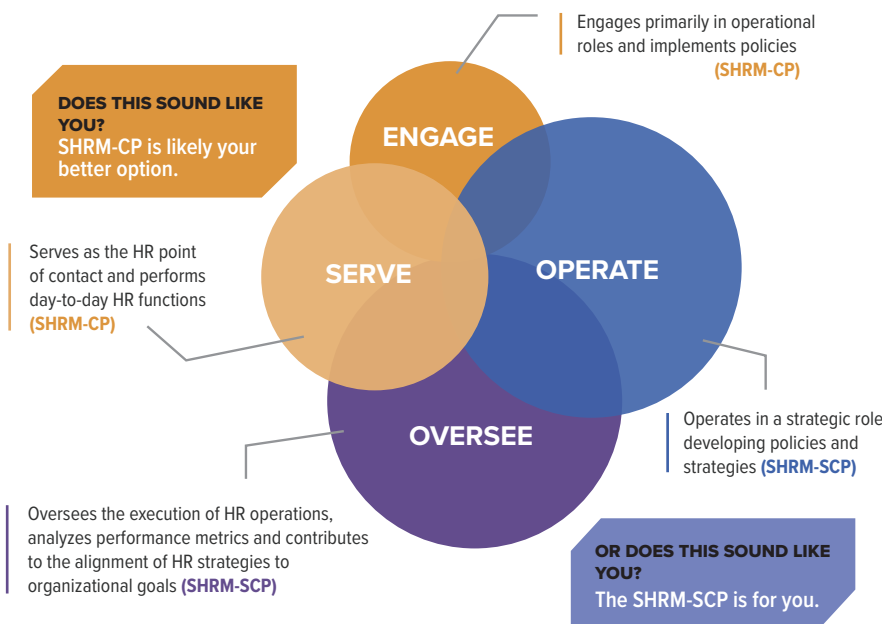 Engages primarily in operational
roles and implements policies
(SHRM-CP)
DOES THIS SOUND LIKE
YOU?
SHRM-CP is likely your
better option.
ENGAGE
Serves as the HR point
of contact and performs
day-to-day HR functions
(SHRM-CP)
SERVE
OPERATE
OVERSEE
Operates in a strategic role
developing policies and
strategies (SHRM-SCP)
Oversees the execution of HR operations,
analyzes performance metrics and contributes
to the alignment of HR strategies to
organizational goals (SHRM-SCP)
OR DOES THIS SOUND LIKE
YOU?
The SHRM-SCP is for you.